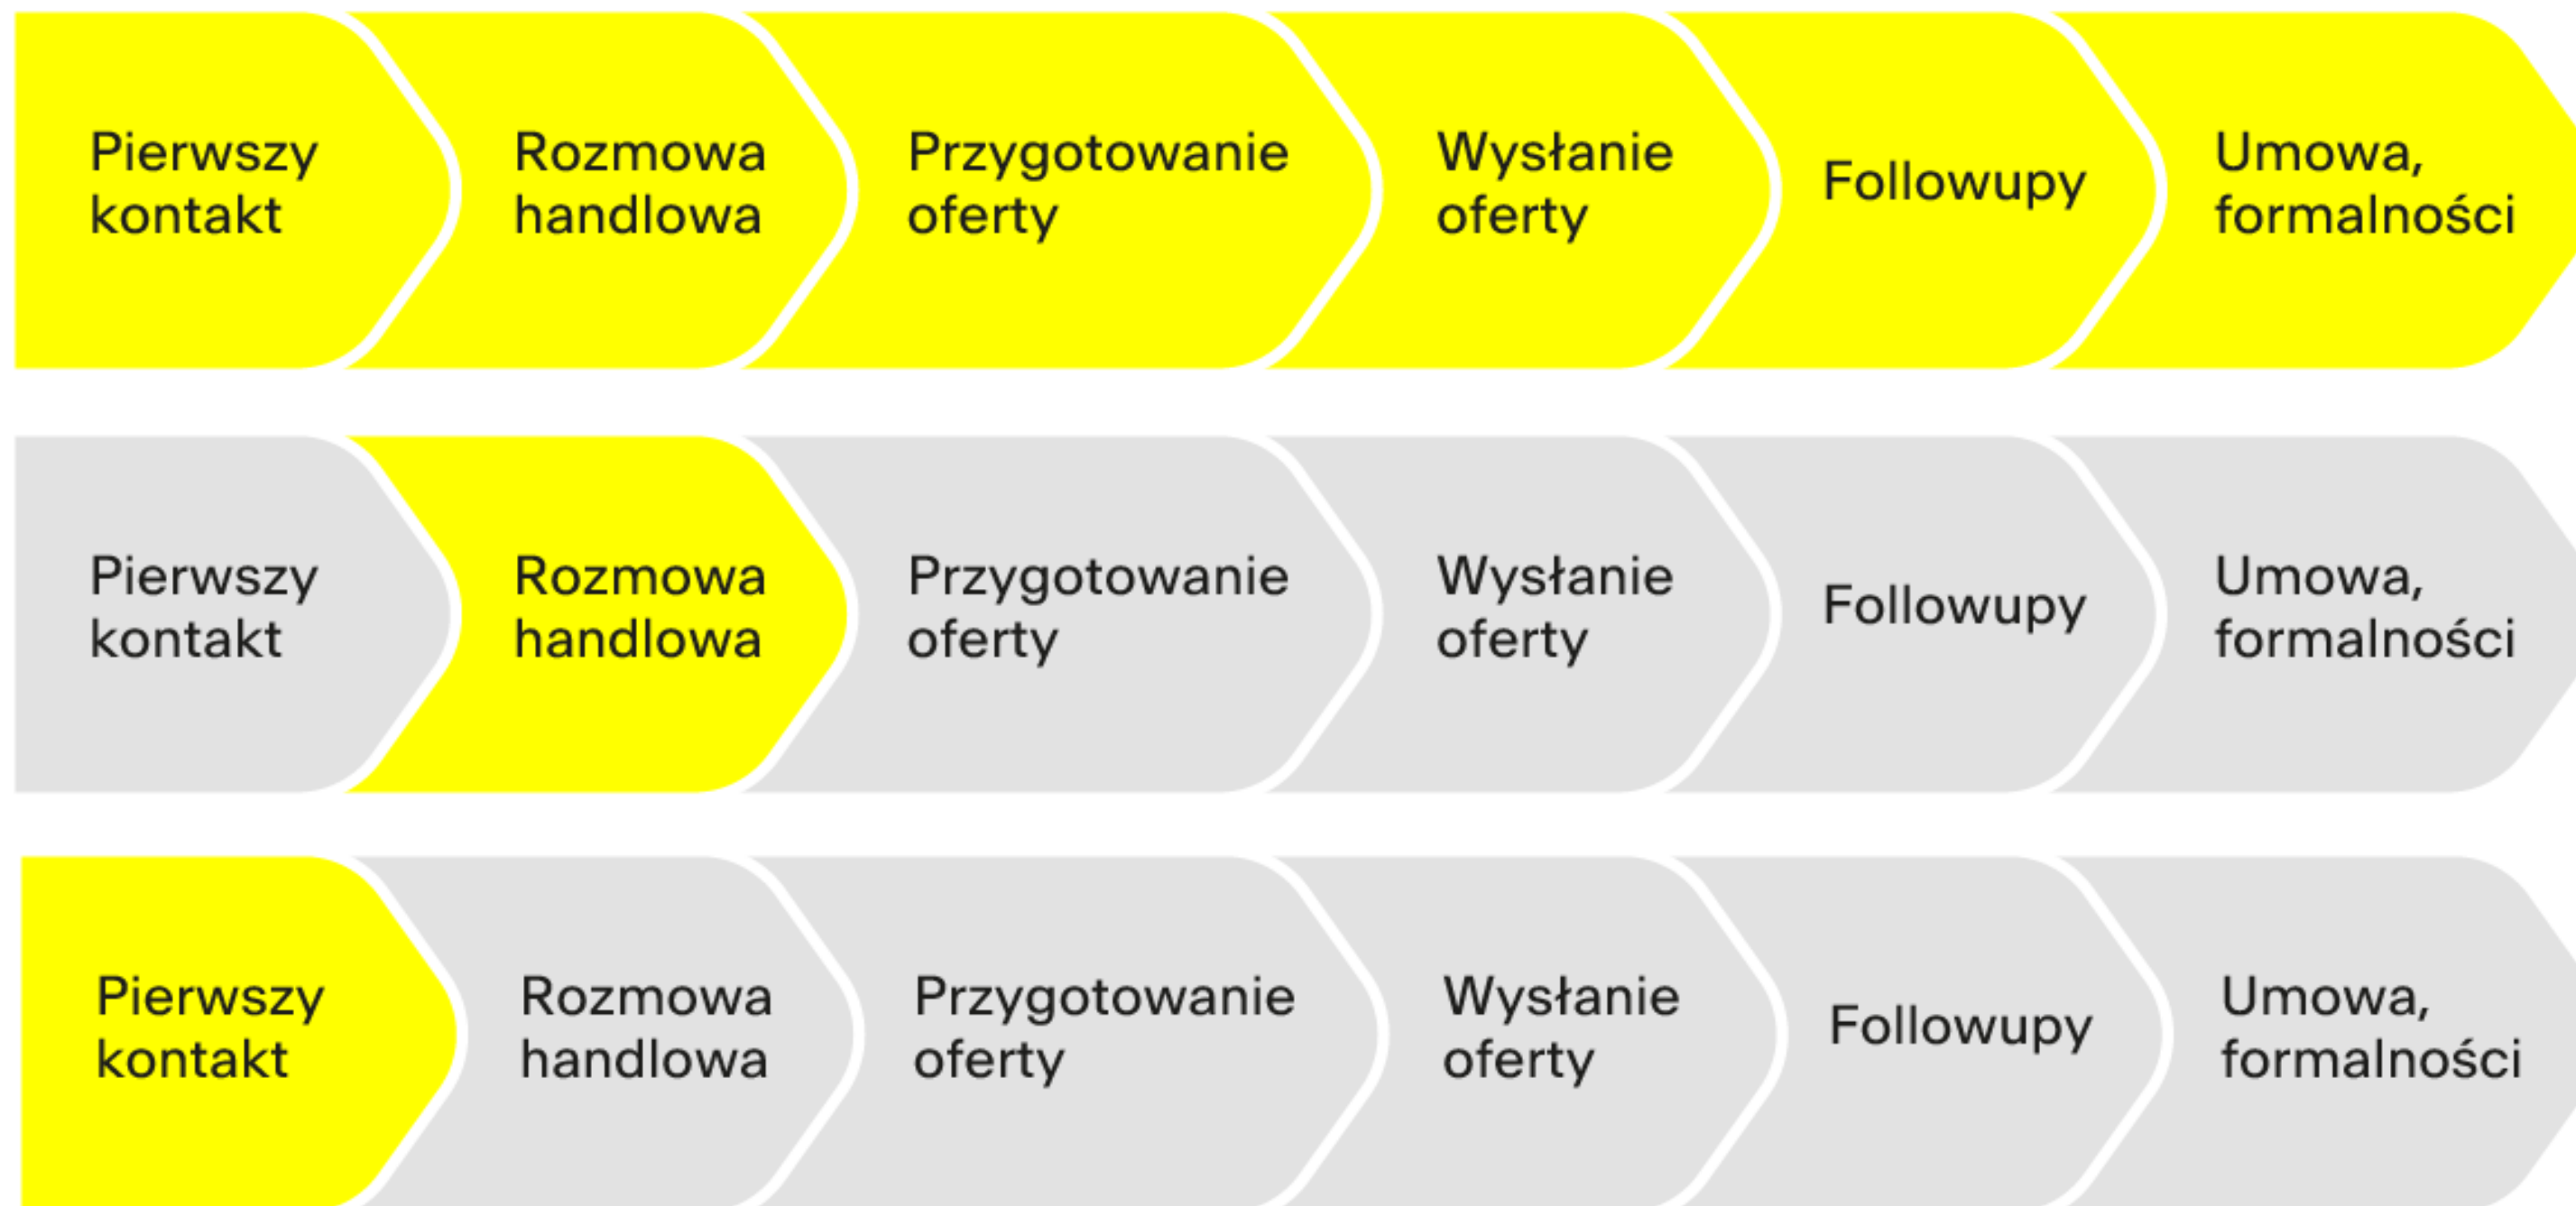 Pierwszy
kontakt
Rozmowa
handlowa
Przygotowanie
oferty
Wysłanie
oferty
Followupy
Umowa,
formalności
Pierwszy
kontakt
Rozmowa
handlowa
Przygotowanie
oferty
Wysłanie
oferty
Followupy
Umowa,
formalności
Pierwszy
kontakt
Rozmowa
handlowa
Przygotowanie
oferty
Wysłanie
oferty
Followupy
Umowa,
formalności